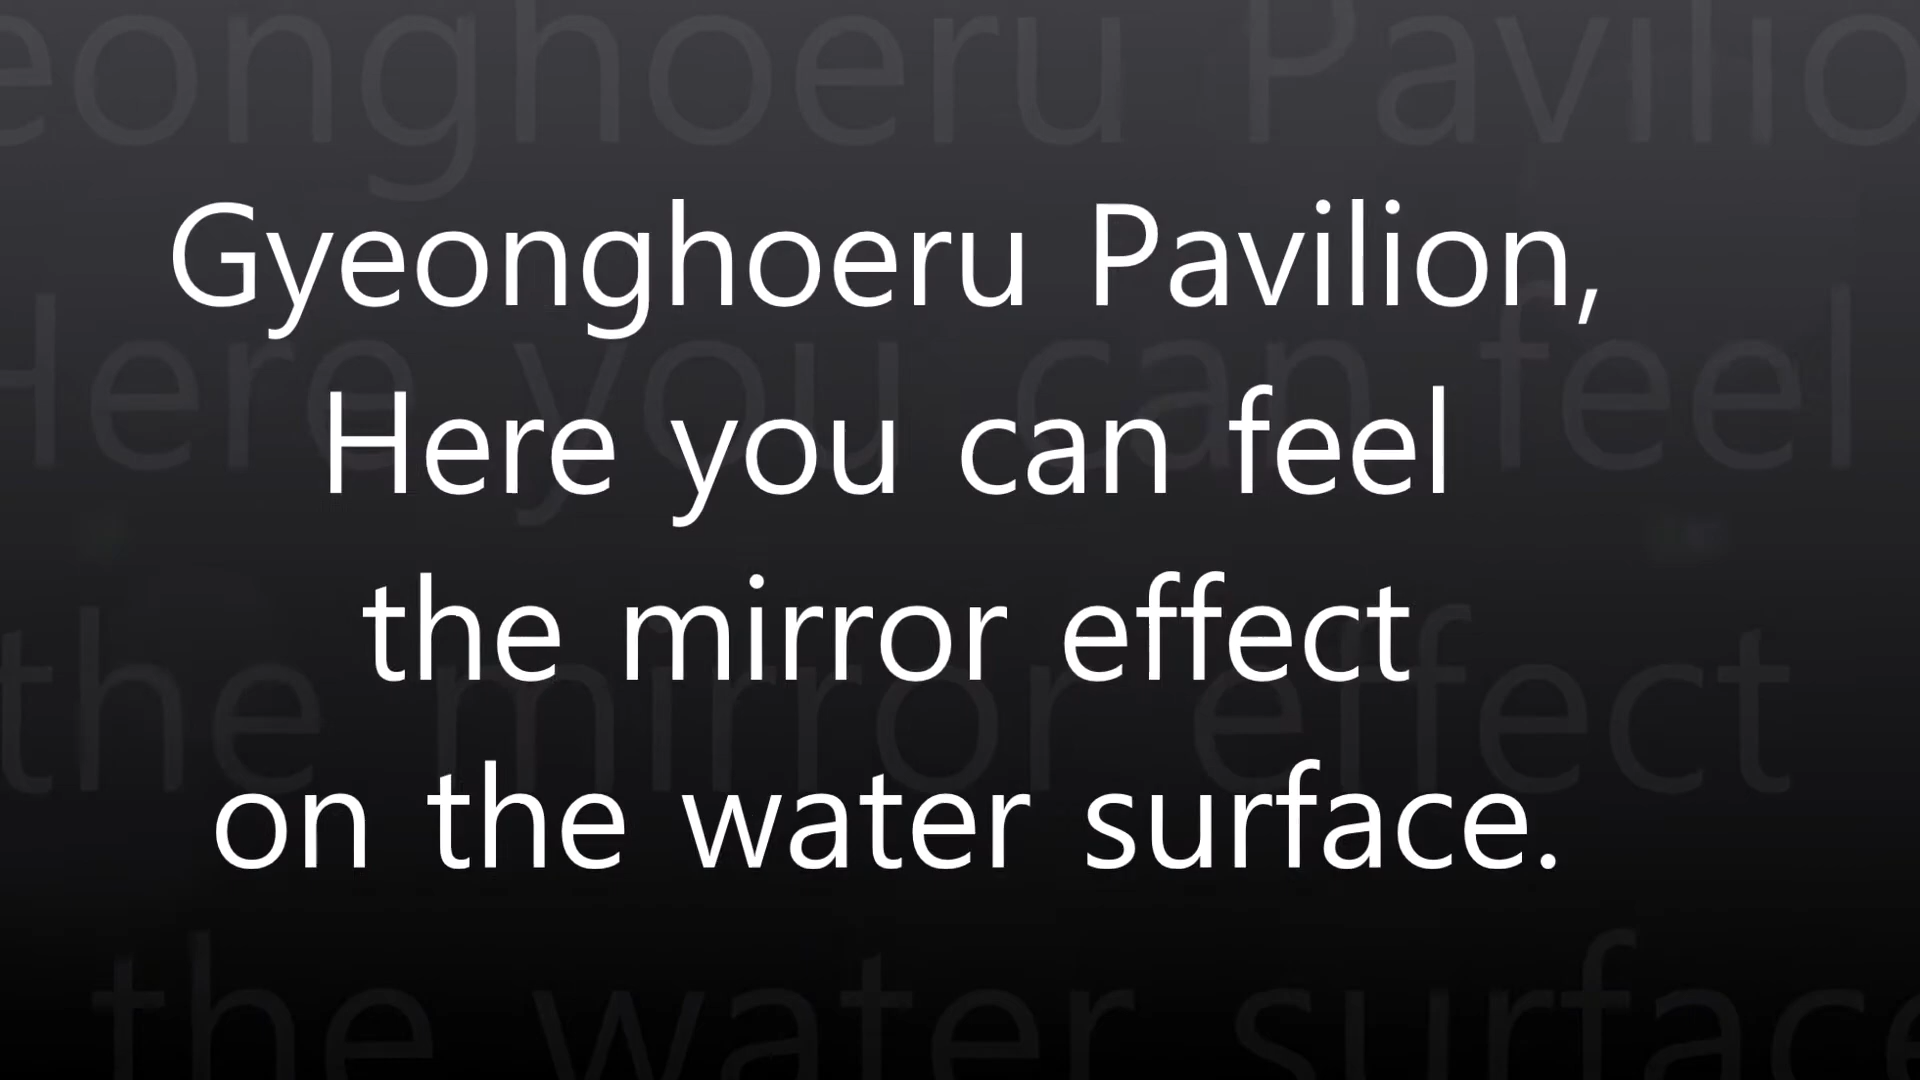 Gyeonghoeru Pavilion,
Here you can feel
the mirror effect
on the water surface.